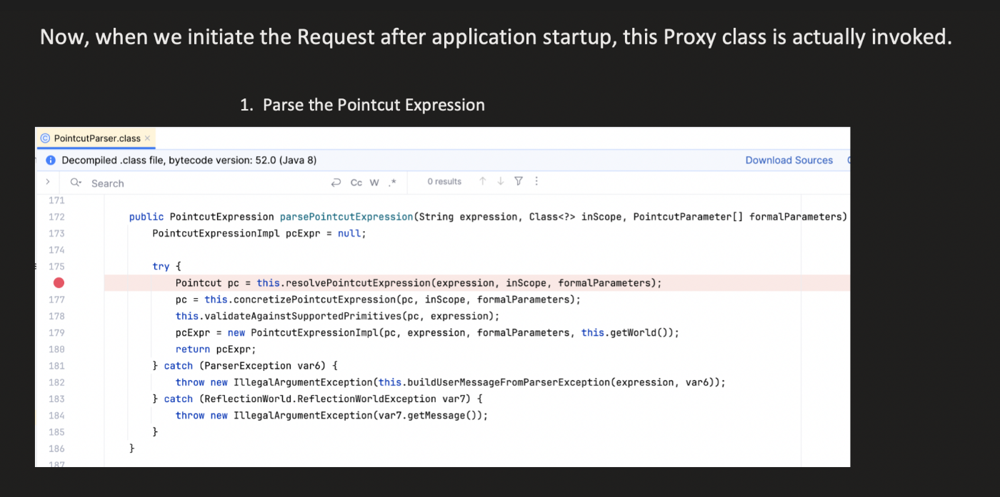 Now, when we initiate the Request after application startup, this Proxy class is actually invoked.
1. Parse the Pointcut Expression
PointcutParser.class
Decompiled .class file, bytecode version: 52.0 (Java 8) Download Sources
Search Cc W .* 0 results
171
172 public PointcutExpression parsePointcutExpression(String expression, Class<?> inScope, PointcutParameter[] formalParameters)
173 PointcutExpressionImpl pcExpr = null;
174
175 try {
Pointcut pc = this.resolvePointcutExpression(expression, inScope, formalParameters);
177 pc = this.concretizePointcutExpression(pc, inScope, formalParameters);
178 this.validateAgainstSupportedPrimitives(pc, expression);
179 pcExpr = new PointcutExpressionImpl(pc, expression, formalParameters, this.getWorld());
180 return pcExpr;
181 } catch (ParserException var6) {
182 throw new IllegalArgumentException(this.buildUserMessageFromParserException(expression, var6));
183 } catch (ReflectionWorld.ReflectionWorldException var7) {
184 throw new IllegalArgumentException(var7.getMessage());
185 }
186 }
187